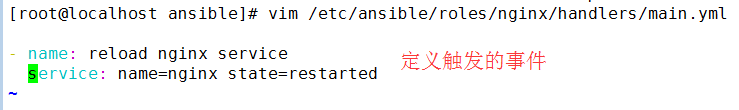 [root@localhost ansible]# vim /etc/ansible/roles/nginx/handlers/main.yml
- name: reload nginx service
service: name=nginx state=restarted
定义触发的事件
~